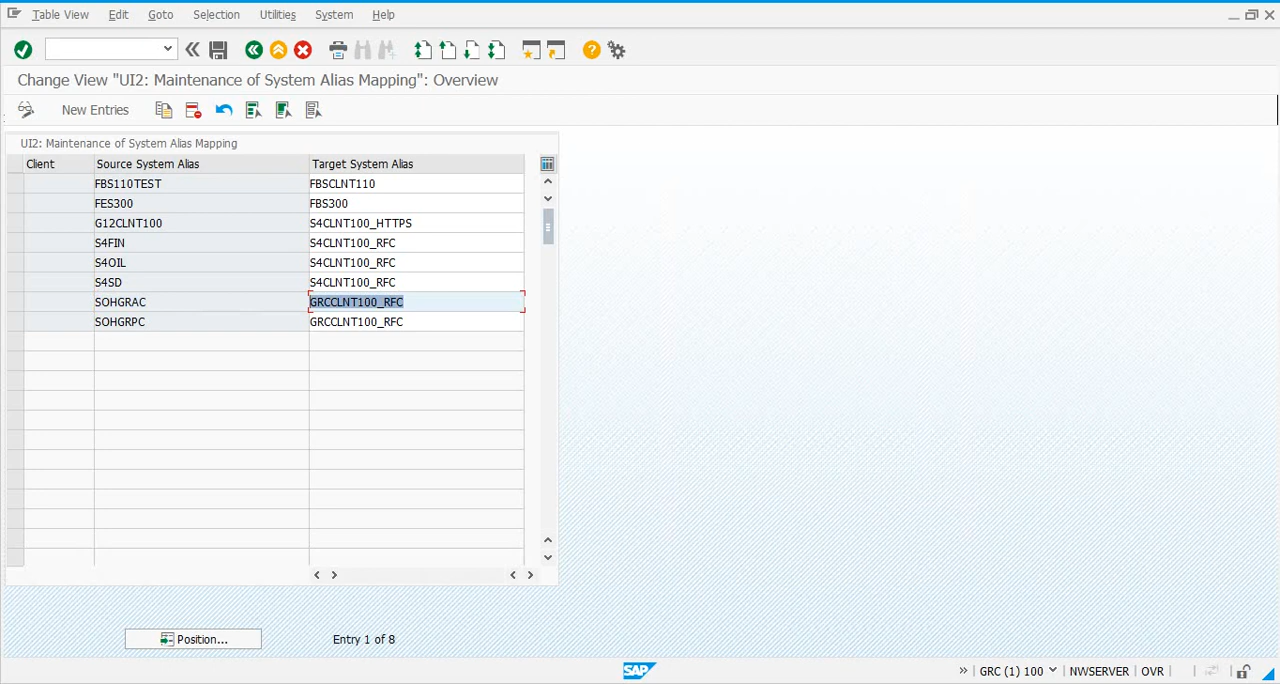 Table View Edit Goto Selection Utilities System Help
Change View "UI2: Maintenance of System Alias Mapping": Overview
New Entries
UI2: Maintenance of System Alias Mapping
Client Source System Alias Target System Alias
FBS110TEST FBSCLNT110
FES300 FBS300
G12CLNT100 S4CLNT100_HTTPS
S4FIN S4CLNT100_RFC
S4OIL S4CLNT100_RFC
S4SD S4CLNT100_RFC
SOHGRAC GRCCLNT100_RFC
SOHGRPC GRCCLNT100_RFC
Position... Entry 1 of 8
SAP GRC (1) 100 NWSERVER OVR